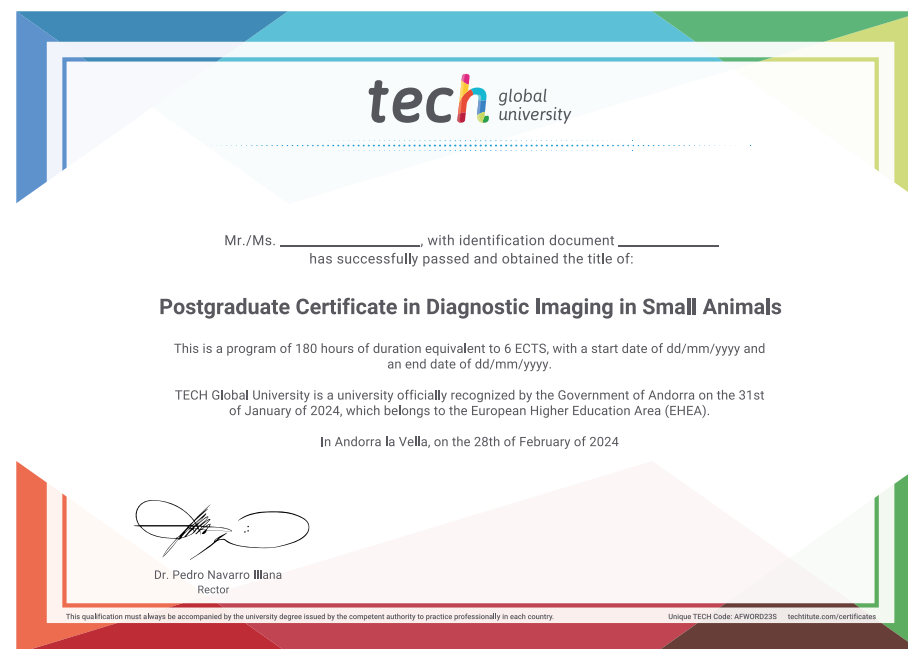 tech global university
Mr./Ms. ____________________, with identification document ______________
has successfully passed and obtained the title of:
Postgraduate Certificate in Diagnostic Imaging in Small Animals
This is a program of 180 hours of duration equivalent to 6 ECTS, with a start date of dd/mm/yyyy and
an end date of dd/mm/yyyy.
TECH Global University is a university officially recognized by the Government of Andorra on the 31st
of January of 2024, which belongs to the European Higher Education Area (EHEA).
In Andorra la Vella, on the 28th of February of 2024
Dr. Pedro Navarro Illana
Rector
This qualification must always be accompanied by the university degree issued by the competent authority to practice professionally in each country.
Unique TECH Code: AFWORD23S techtitute.com/certificates